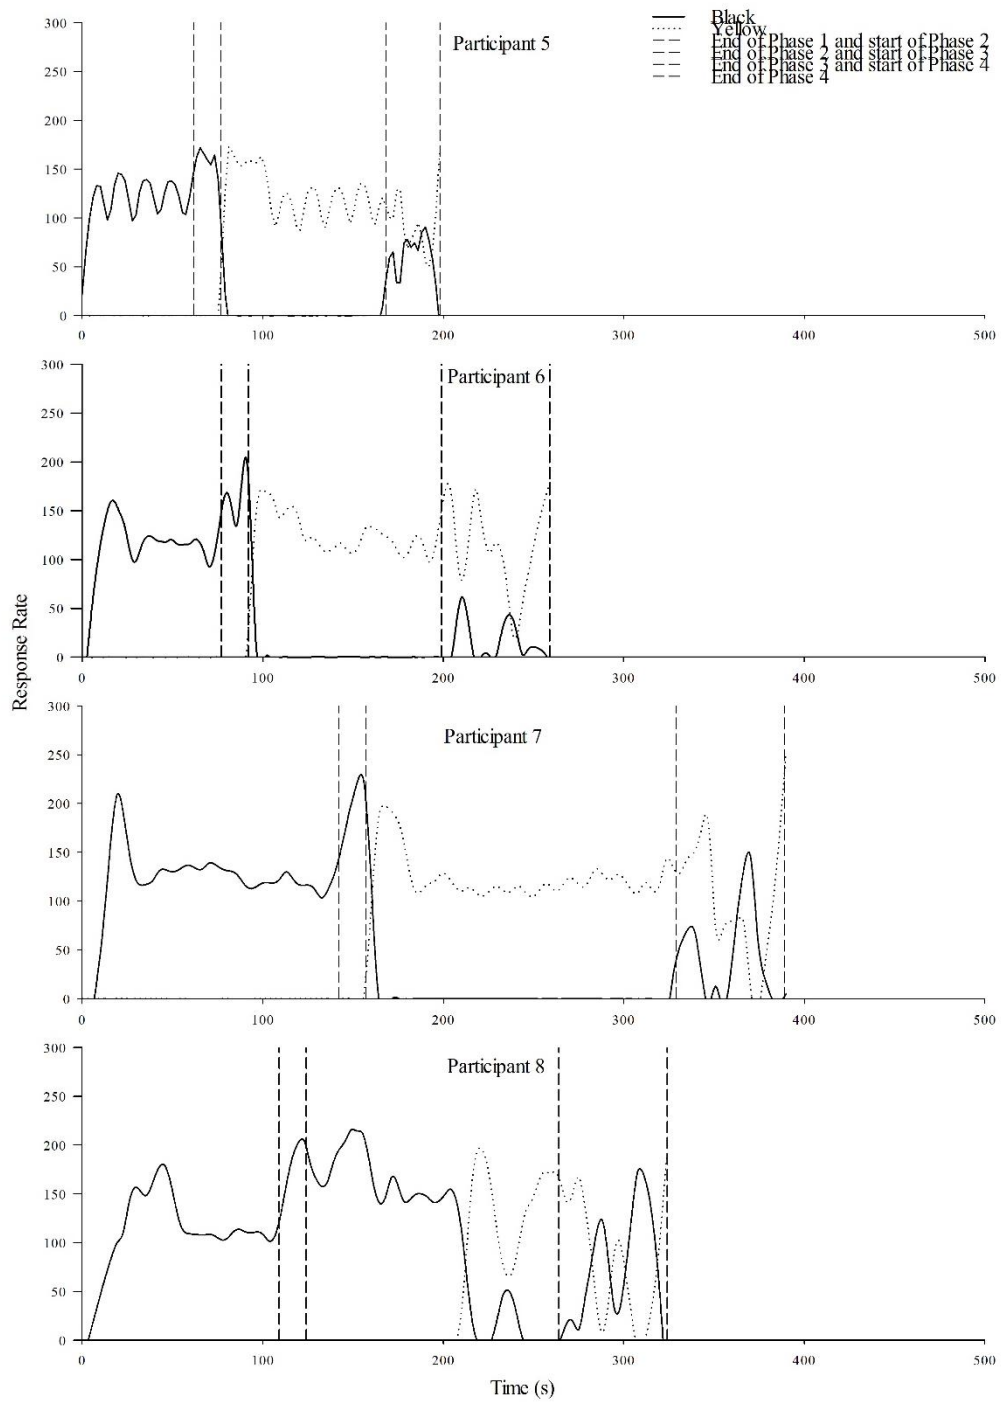 Black
Yellow
End of Phase 1 and start of Phase 2
End of Phase 2 and start of Phase 3
End of Phase 3 and start of Phase 4
End of Phase 4
Participant 5
300
250
200
150
100
50
0
0 100 200 300 400 500
Participant 6
300
250
200
150
100
50
0
0 100 200 300 400 500
Response Rate
Participant 7
300
250
200
150
100
50
0
0 100 200 300 400 500
Participant 8
300
250
200
150
100
50
0
0 100 200 300 400 500
Time (s)